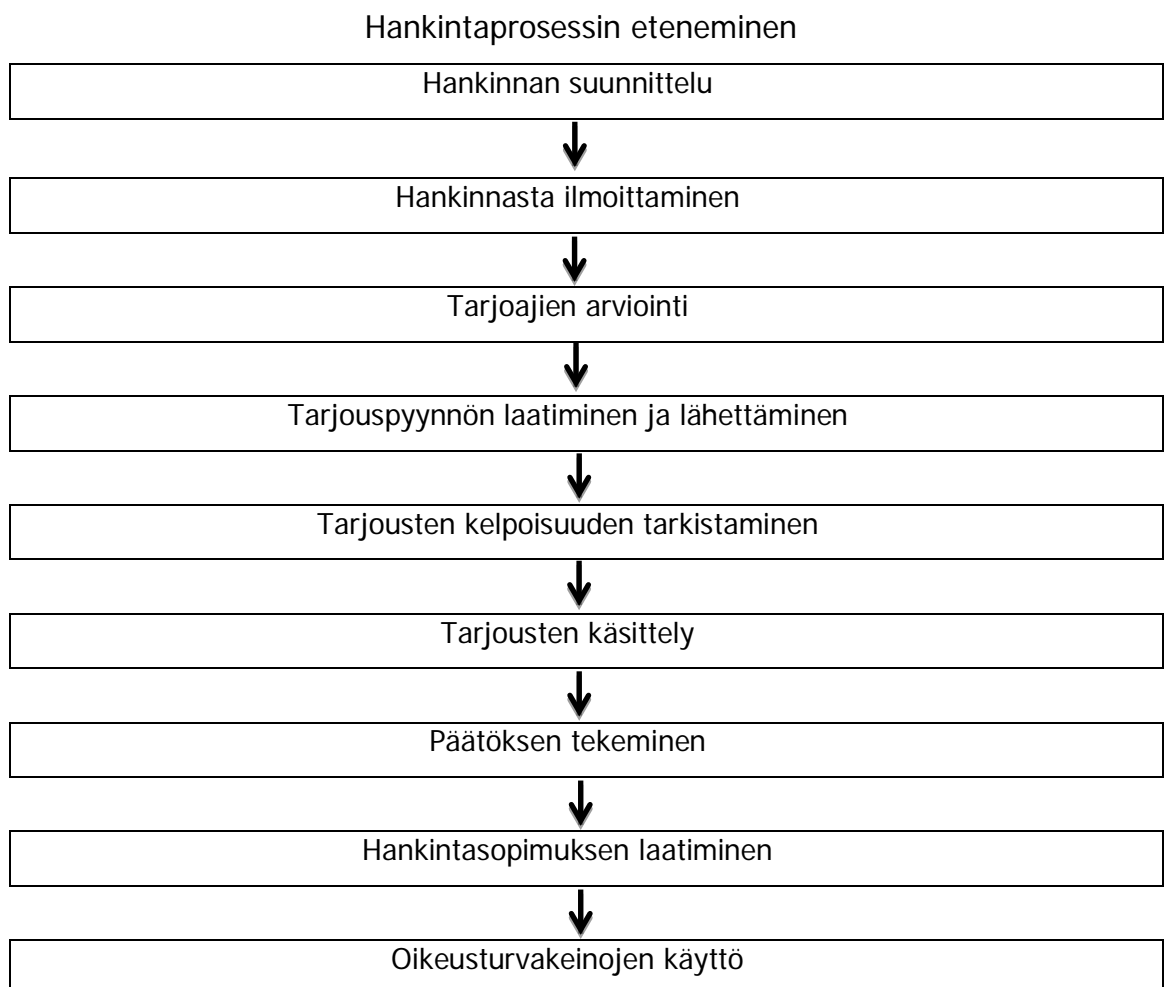 Hankintaprosessin eteneminen
Hankinnan suunnittelu
Hankinnasta ilmoittaminen
Tarjoajien arviointi
Tarjouspyynnön laatiminen ja lähettäminen
Tarjousten kelpoisuuden tarkistaminen
Tarjousten käsittely
Päätöksen tekeminen
Hankintasopimuksen laatiminen
Oikeusturvakeinojen käyttö